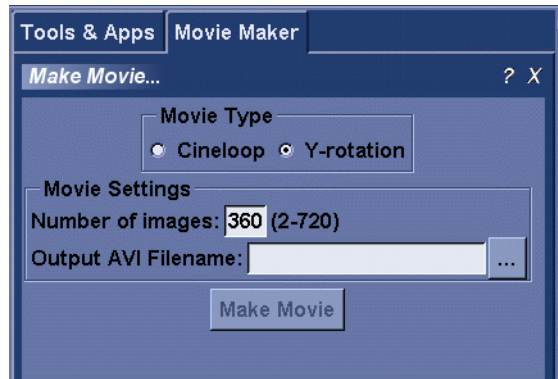 Tools & Apps Movie Maker
Make Movie... ? X
Movie Type
Cineloop Y-rotation
Movie Settings
Number of images: 360 (2-720)
Output AVI Filename: ...
Make Movie